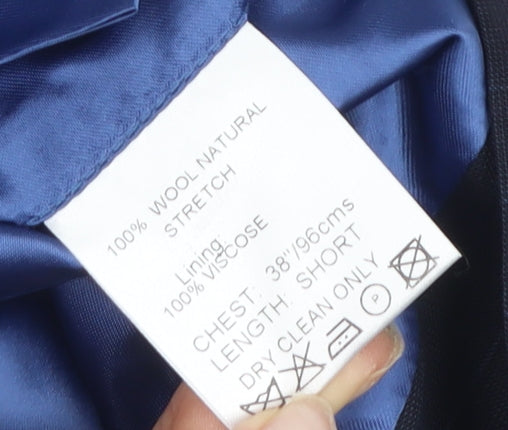 100% WOOL NATURAL
STRETCH
Lining:
100% VISCOSE
CHEST: 38"/96cms
LENGTH: SHORT
DRY CLEAN ONLY
P